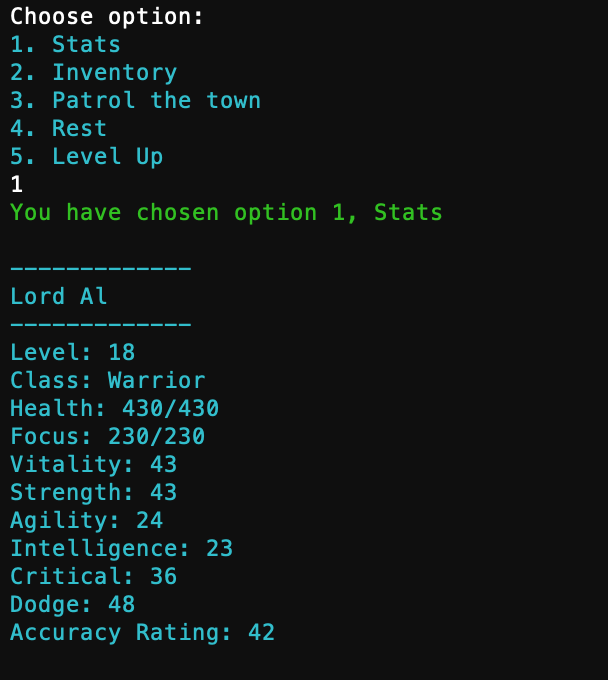 Choose option:
1. Stats
2. Inventory
3. Patrol the town
4. Rest
5. Level Up
1
You have chosen option 1, Stats
-------------
Lord Al
-------------
Level: 18
Class: Warrior
Health: 430/430
Focus: 230/230
Vitality: 43
Strength: 43
Agility: 24
Intelligence: 23
Critical: 36
Dodge: 48
Accuracy Rating: 42